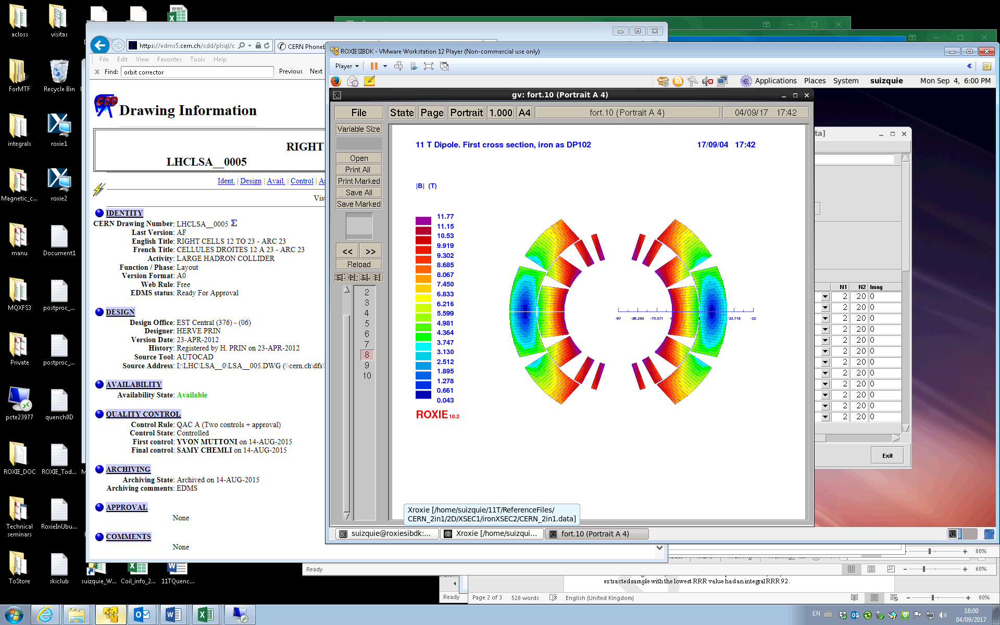 acloss
visitas
ForMTF
Recycle Bin
integrals
roxie1
Magnetic_c...
roxie2
manu
Document1
MQXFS3
postproc_...
Private
postproc_...
pcte23977
quench0D
ROXIE_DOC
ROXIE_Tod...
Technical seminars
RoxieInUbu...
ToStore
skiclub
suizquie_W...
Coil_info_2...
11TQuenc...
https://edms5.cern.ch/cdd/plsql/c
CERN Phoneb
File Edit View Favorites Tools Help
Find: orbit corrector Previous Next
CDD
Drawing Information
RIGHT
LHCLSA__0005
Ident. | Design | Avail. | Control |
IDENTITY
CERN Drawing Number: LHCLSA__0005
Last Version: AF
English Title: RIGHT CELLS 12 TO 23 - ARC 23
French Title: CELLULES DROITES 12 A 23 - ARC 23
Activity: LARGE HADRON COLLIDER
Function / Phase: Layout
Version Format: A0
Web Rule: Free
EDMS status: Ready For Approval
DESIGN
Design Office: EST Central (376) - (06)
Designer: HERVE PRIN
Version Date: 23-APR-2012
History: Registered by H. PRIN on 23-APR-2012
Source Tool: AUTOCAD
Source Address: I:\LHC\LSA__0\LSA__005.DWG (\\cern.ch\dfs\
AVAILABILITY
Availability State: Available
QUALITY CONTROL
Control Rule: QAC A (Two controls + approval)
Control State: Controlled
First control: YVON MUTTONI on 14-AUG-2015
Final control: SAMY CHEMLI on 14-AUG-2015
ARCHIVING
Archiving State: Archived on 14-AUG-2015
Archiving comments: EDMS
APPROVAL
None
COMMENTS
None
ROXIESIBDK - VMware Workstation 12 Player (Non-commercial use only)
Player
Applications Places System suizquie Mon Sep 4, 6:00 PM
gv: fort.10 (Portrait A 4)
File State Page Portrait 1.000 A4 fort.10 (Portrait A 4) 04/09/17 17:42
Variable Size
Open
Print All
Print Marked
Save All
Save Marked
<< >>
Reload
2
3
4
5
6
7
8
9
10
11 T Dipole. First cross section, iron as DP102 17/09/04 17:42
|B| (T)
11.77
11.15
10.53
9.919
9.302
8.685
8.067
7.450
6.833
6.216
5.599
4.981
4.364
3.747
3.130
2.512
1.895
1.278
0.661
0.043
ROXIE 10.2
-97 -86.286 -75.571 -32.714 -22
Xroxie [/home/suizquie/11T/ReferenceFiles/
CERN_2in1/2D/XSEC1/ironXSEC2/CERN_2in1.data]
suizquie@roxiesibdk:... Xroxie [/home/suizqui... fort.10 (Portrait A 4)
ta]
N1 N2 Imag
2 20 0
2 20 0
2 20 0
2 20 0
2 20 0
2 20 0
2 20 0
2 20 0
2 20 0
2 20 0
2 20 0
2 20 0
Exit
80%
Ready
60%
extracted sample with the lowest RRR value had an integral RRR 92.
Ready
Page 2 of 3 528 words English (United Kingdom)
80%
EN
18:00
04/09/2017